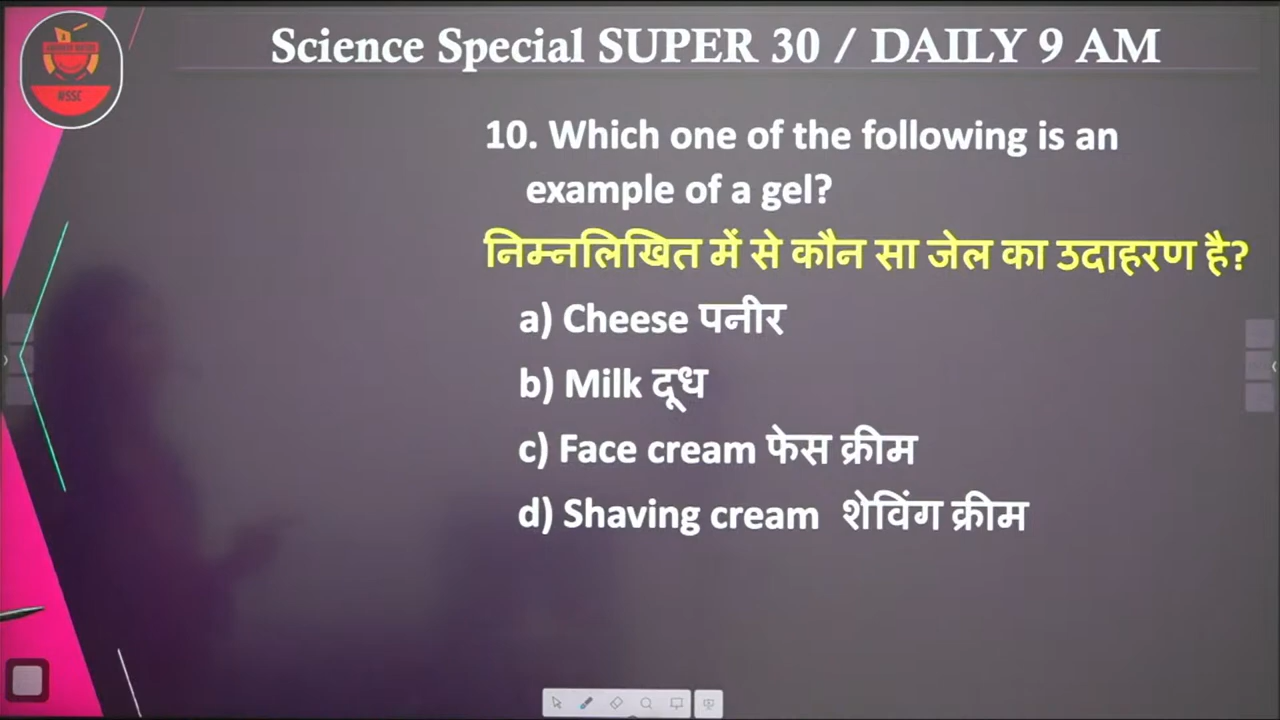 Science Special SUPER 30 / DAILY 9 AM
#SSC
10. Which one of the following is an
example of a gel?
निम्नलिखित में से कौन सा जेल का उदाहरण है?
a) Cheese पनीर
b) Milk दूध
c) Face cream फेस क्रीम
d) Shaving cream शेविंग क्रीम